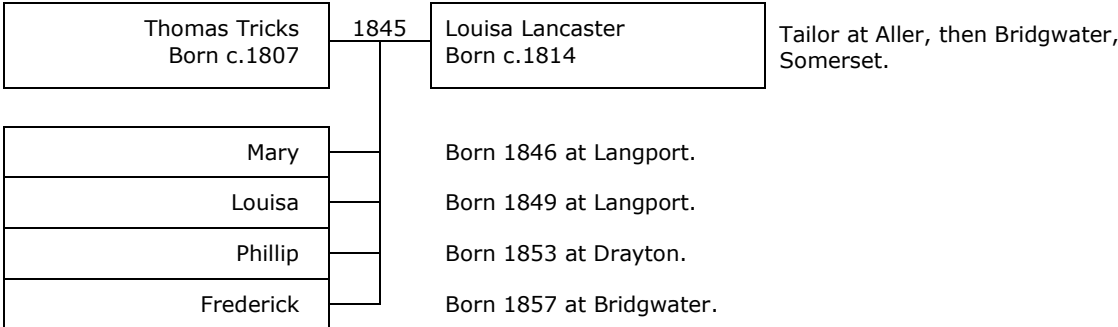 Thomas Tricks
Born c.1807
1845
Louisa Lancaster
Born c.1814
Tailor at Aller, then Bridgwater,
Somerset.
Mary
Born 1846 at Langport.
Louisa
Born 1849 at Langport.
Phillip
Born 1853 at Drayton.
Frederick
Born 1857 at Bridgwater.